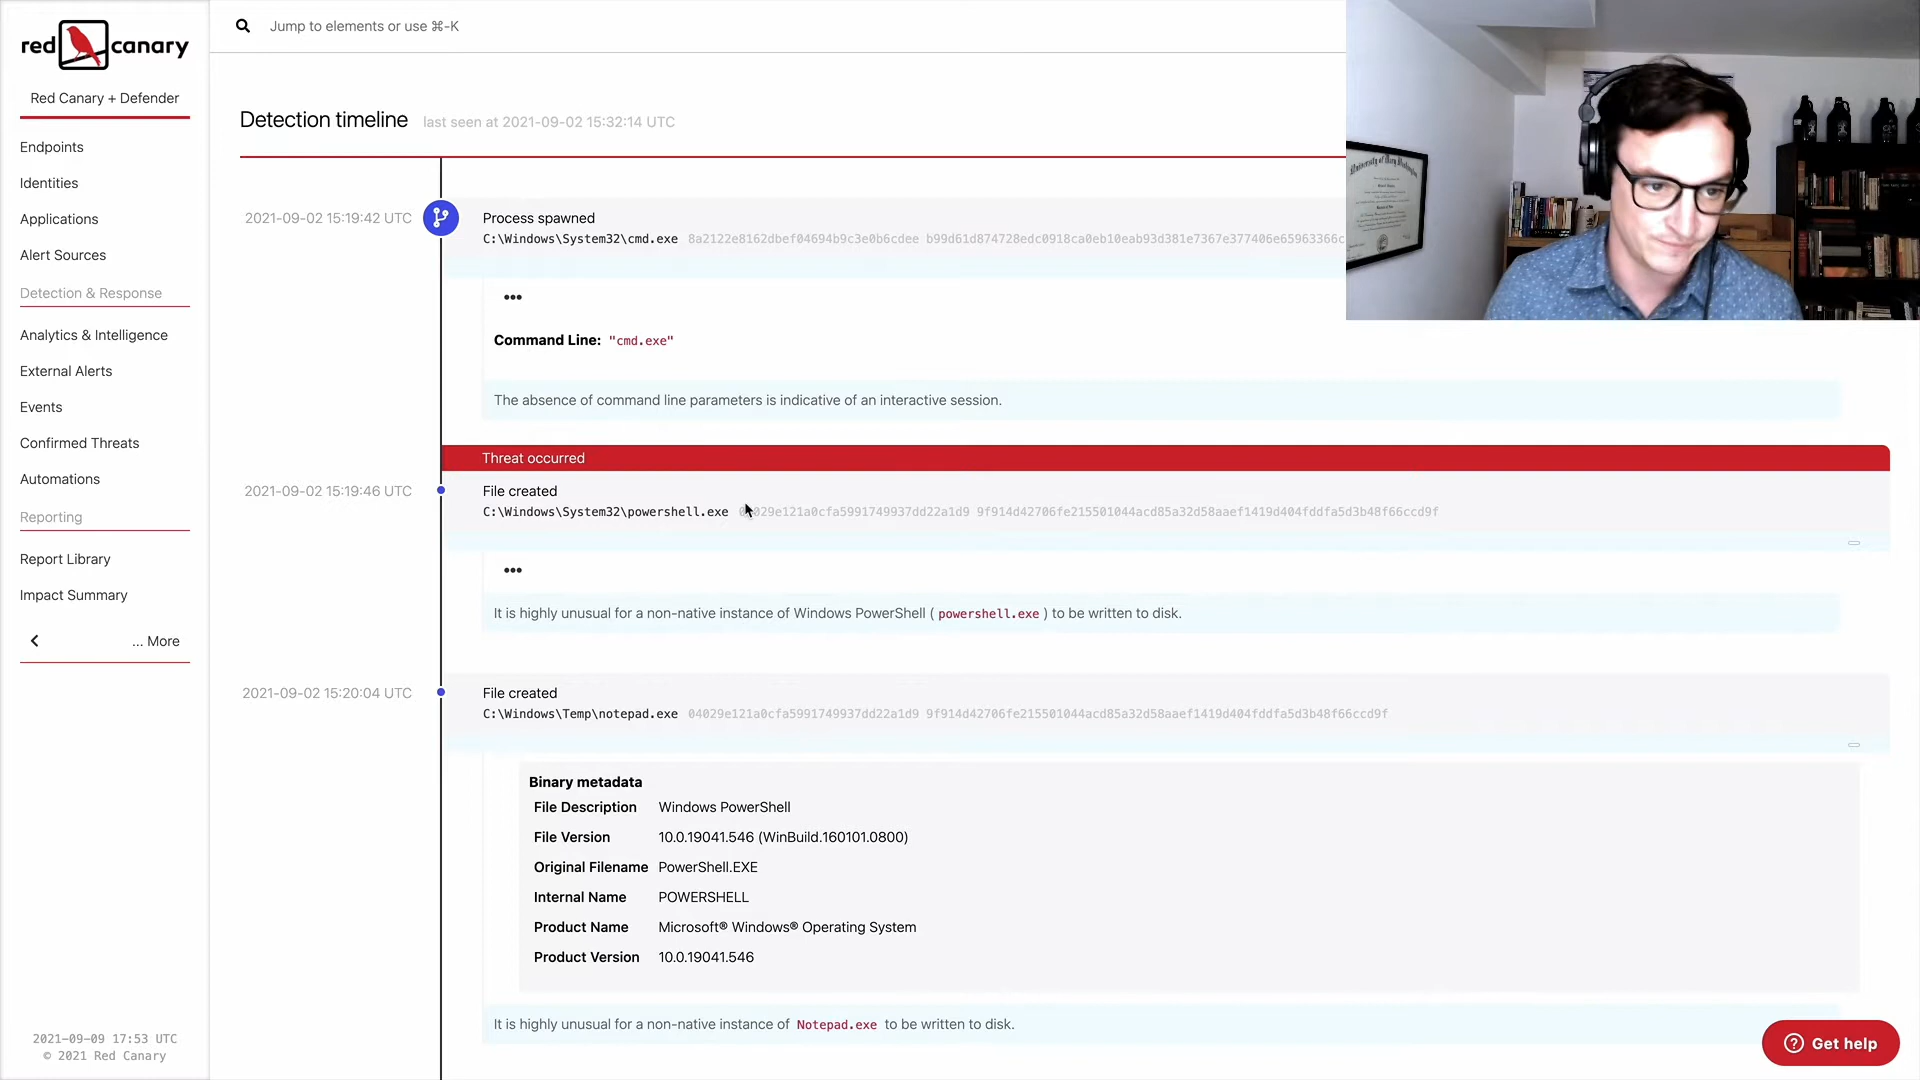 red canary
Jump to elements or use ⌘-K
Red Canary + Defender
Endpoints
Identities
Applications
Alert Sources
Detection & Response
Analytics & Intelligence
External Alerts
Events
Confirmed Threats
Automations
Reporting
Report Library
Impact Summary
... More
2021-09-09 17:53 UTC
© 2021 Red Canary
Detection timeline last seen at 2021-09-02 15:32:14 UTC
2021-09-02 15:19:42 UTC Process spawned
C:\Windows\System32\cmd.exe 8a2122e8162dbef04694b9c3e0b6cdee b99d61d874728edc0918ca0eb10eab93d381e7367e377406e65963366c
•••
Command Line: "cmd.exe"
The absence of command line parameters is indicative of an interactive session.
Threat occurred
2021-09-02 15:19:46 UTC File created
C:\Windows\System32\powershell.exe 9f914d42706fe215501044acd85a32d58aaef1419d404fddfa5d3b48f66ccd9f
•••
It is highly unusual for a non-native instance of Windows PowerShell ( powershell.exe ) to be written to disk.
2021-09-02 15:20:04 UTC File created
C:\Windows\Temp\notepad.exe 04029e121a0cfa5991749937dd22a1d9 9f914d42706fe215501044acd85a32d58aaef1419d404fddfa5d3b48f66ccd9f
Binary metadata
File Description Windows PowerShell
File Version 10.0.19041.546 (WinBuild.160101.0800)
Original Filename PowerShell.EXE
Internal Name POWERSHELL
Product Name Microsoft® Windows® Operating System
Product Version 10.0.19041.546
It is highly unusual for a non-native instance of Notepad.exe to be written to disk.
Get help